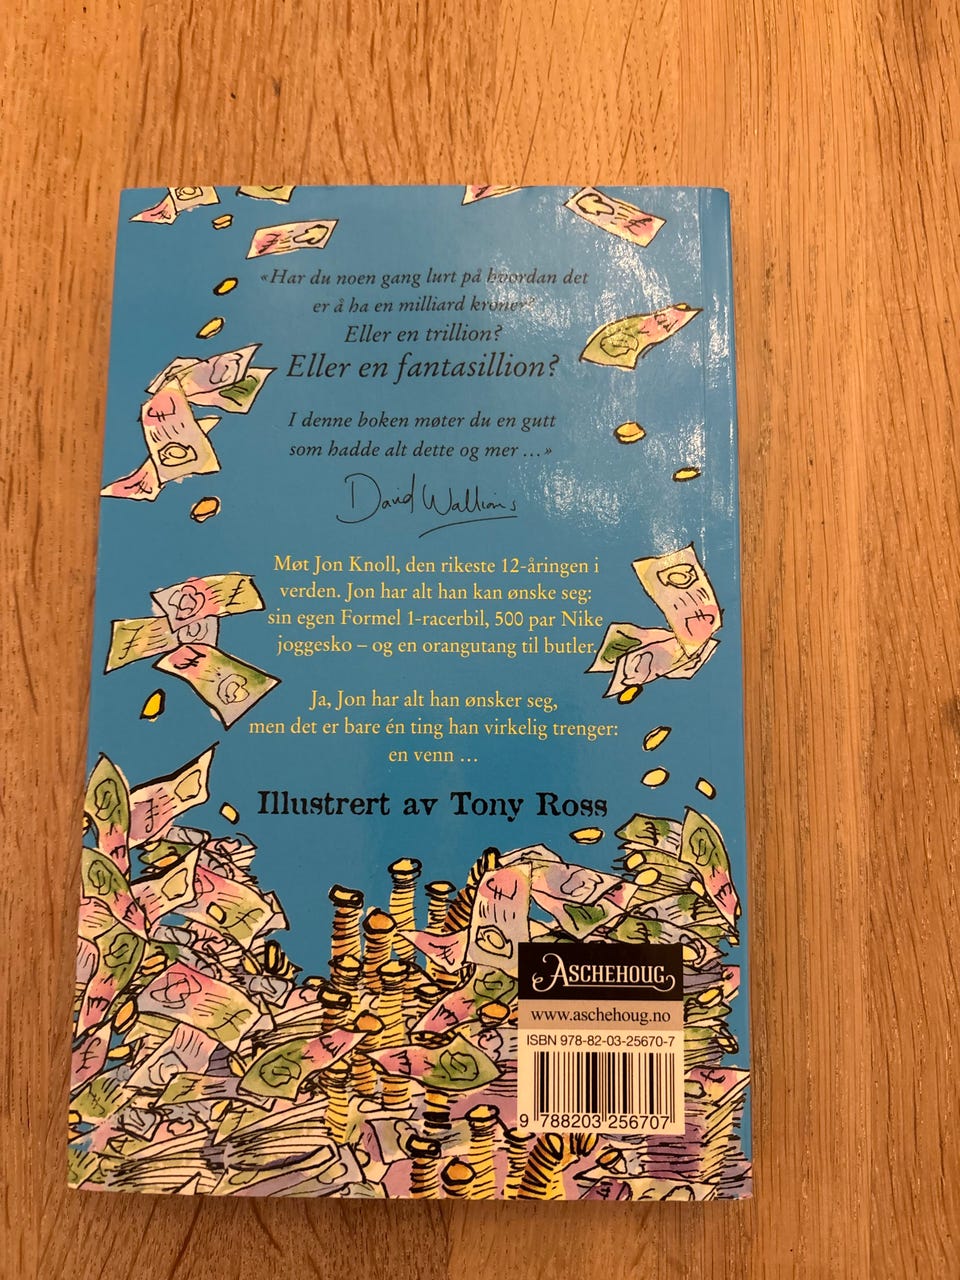 «Har du noen gang lurt på hvordan det
er å ha en milliard kroner?
Eller en trillion?
Eller en fantasillion?
I denne boken møter du en gutt
som hadde alt dette og mer ...»
David Walliams
Møt Jon Knoll, den rikeste 12-åringen i
verden. Jon har alt han kan ønske seg:
sin egen Formel 1-racerbil, 500 par Nike
joggesko – og en orangutang til butler.
Ja, Jon har alt han ønsker seg,
men det er bare én ting han virkelig trenger:
en venn ...
Illustrert av Tony Ross
ASCHEHOUG
www.aschehoug.no
ISBN 978-82-03-25670-7
9 788203 256707